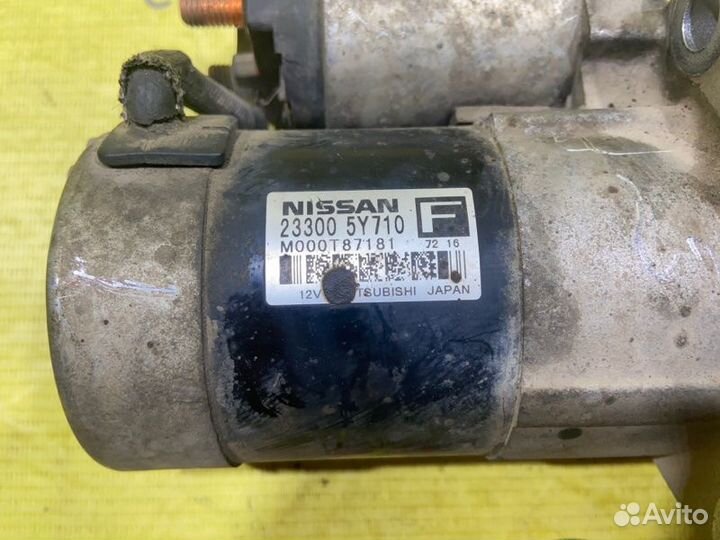 NISSAN F
23300 5Y710
M000T87181 72 16
12V TSUBISHI JAPAN
Avito